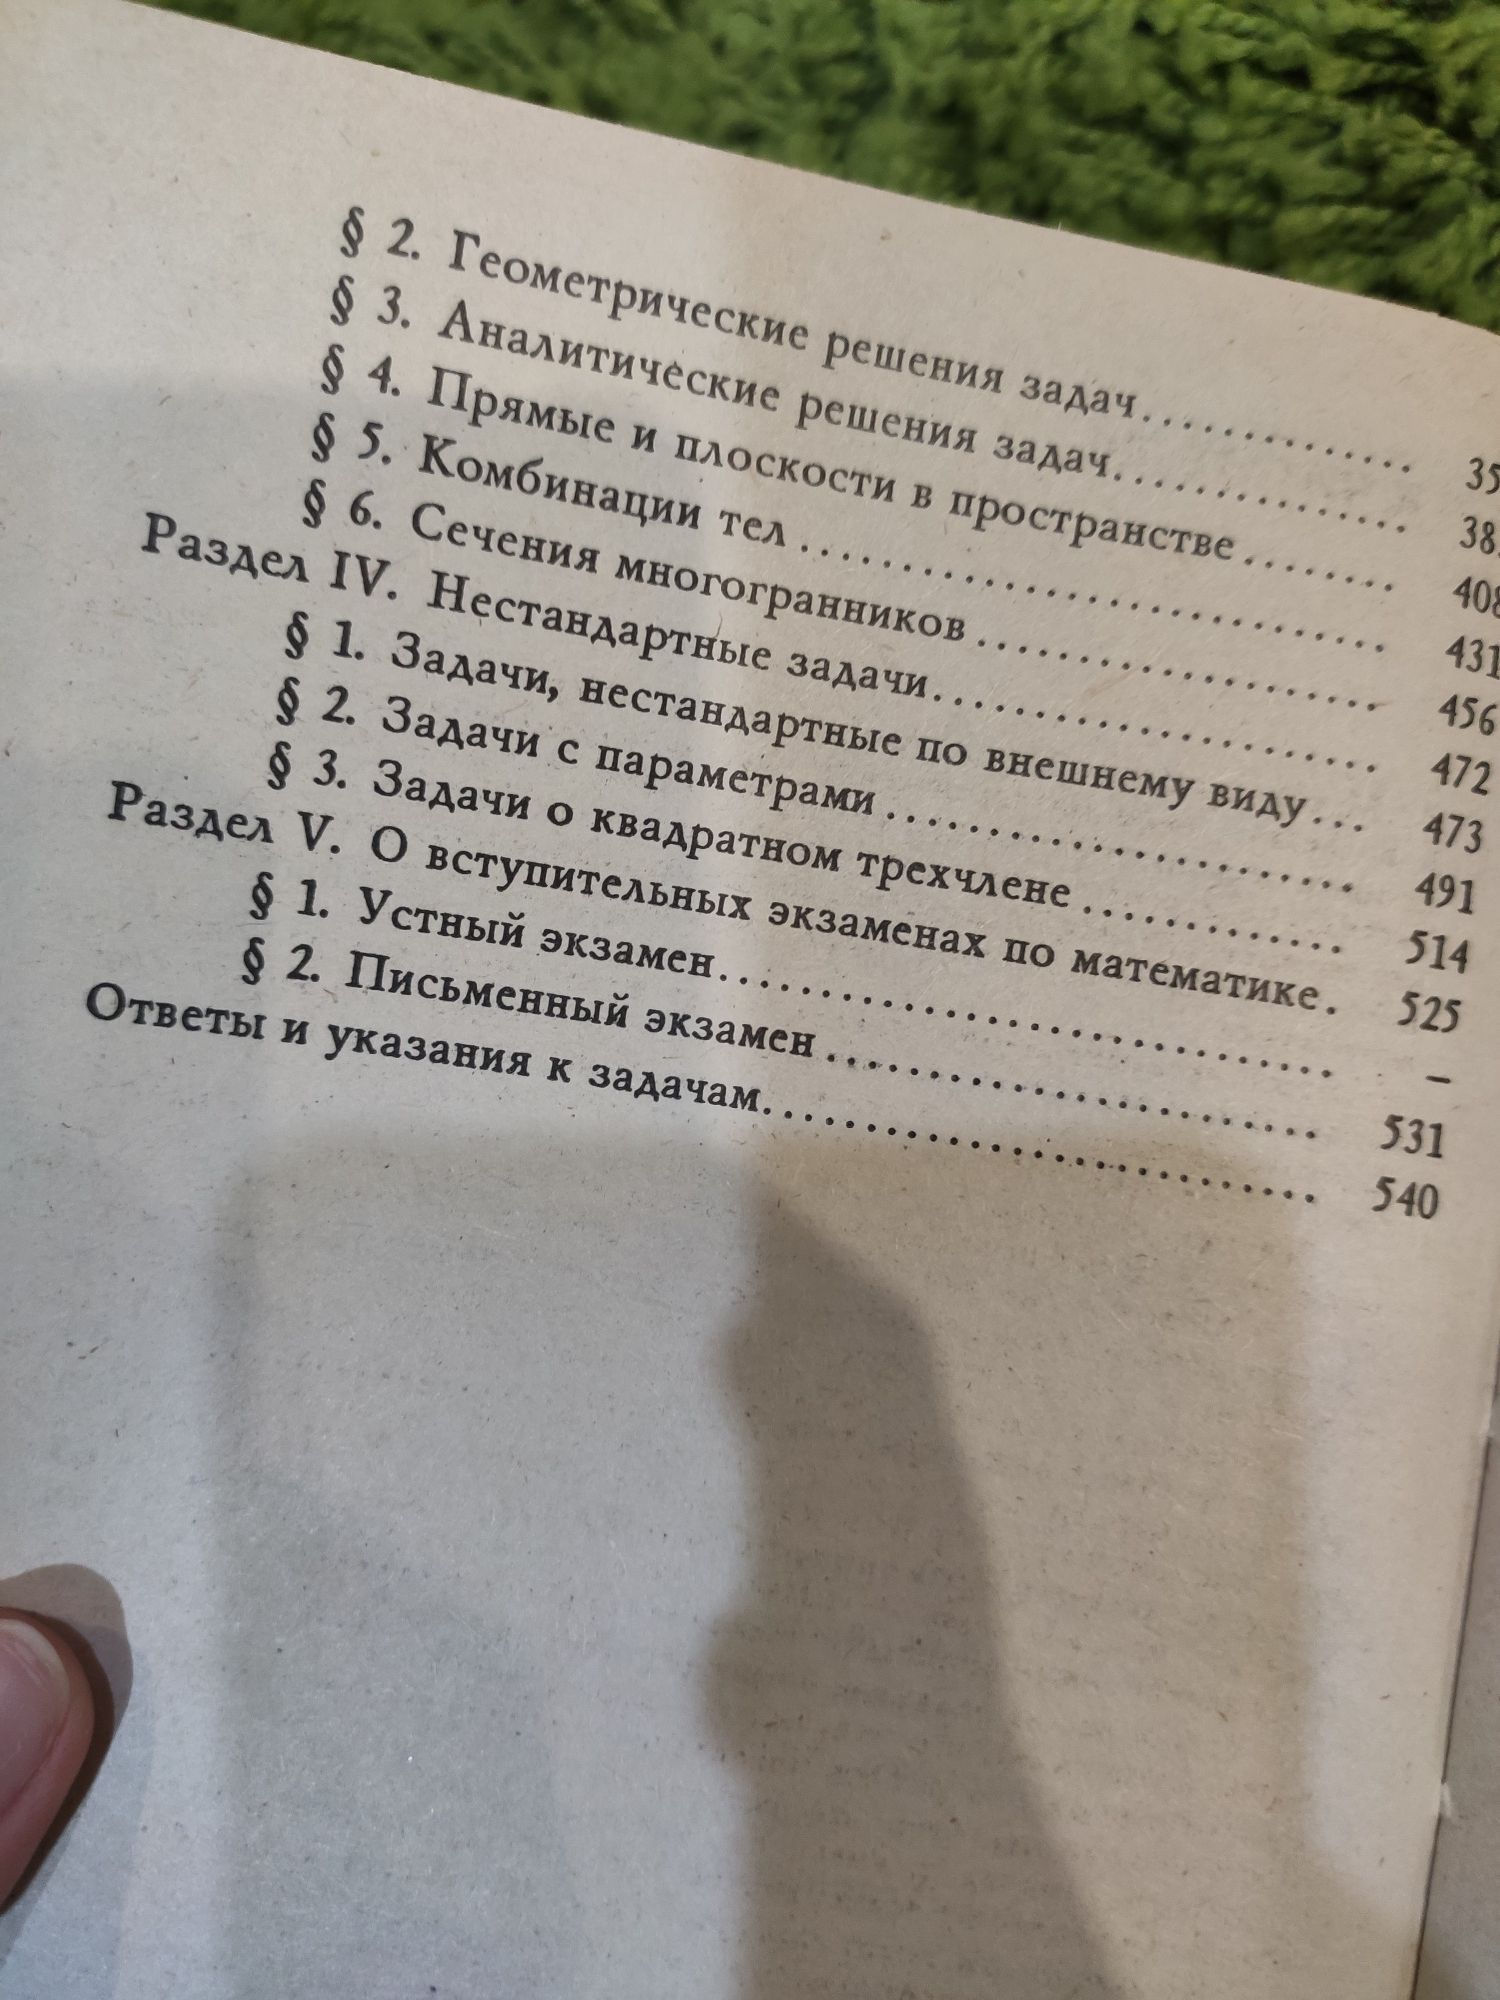 § 2. Геометрические решения задач.............
§ 3. Аналитические решения задач..............
§ 4. Прямые и плоскости в пространстве........ 408
§ 5. Комбинации тел............................. 431
§ 6. Сечения многогранников.................... 456
Раздел IV. Нестандартные задачи..................... 472
§ 1. Задачи, нестандартные по внешнему виду... 473
§ 2. Задачи с параметрами....................... 491
§ 3. Задачи о квадратном трехчлене............. 514
Раздел V. О вступительных экзаменах по математике. 525
§ 1. Устный экзамен............................... –
§ 2. Письменный экзамен........................ 531
Ответы и указания к задачам........................... 540